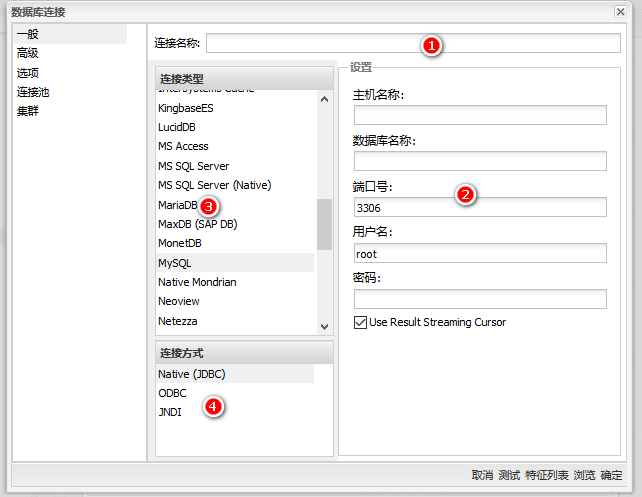 数据库连接
一般
高级
选项
连接池
集群
连接名称:
1
连接类型
InterSystems Cache
KingbaseES
LucidDB
MS Access
MS SQL Server
MS SQL Server (Native)
MariaDB
3
MaxDB (SAP DB)
MonetDB
MySQL
Native Mondrian
Neoview
Netezza
连接方式
Native (JDBC)
ODBC
JNDI
4
设置
主机名称:
数据库名称:
端口号:
2
3306
用户名:
root
密码:
Use Result Streaming Cursor
取消 测试 特征列表 浏览 确定